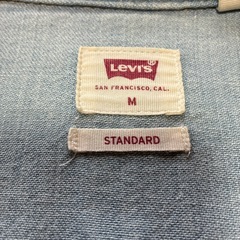 Levi's®
SAN FRANCISCO, CAL.
M
STANDARD